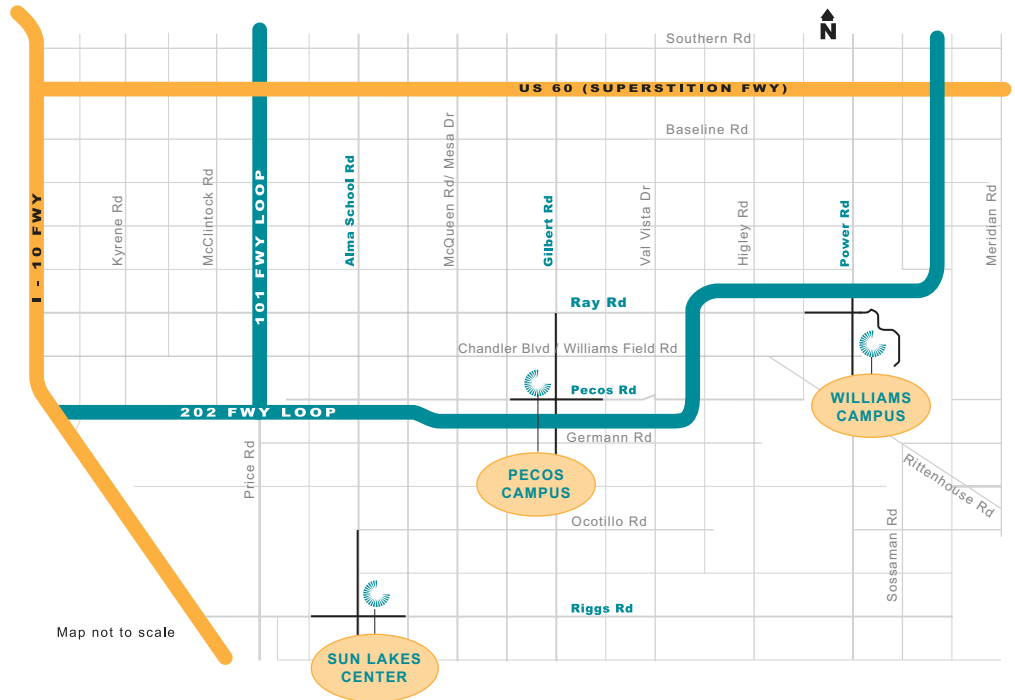 N
Southern Rd
US 60 (SUPERSTITION FWY)
Baseline Rd
I - 10 FWY
Kyrene Rd
McClintock Rd
101 FWY LOOP
Alma School Rd
McQueen Rd/ Mesa Dr
Gilbert Rd
Val Vista Dr
Higley Rd
Power Rd
Meridian Rd
Ray Rd
Chandler Blvd / Williams Field Rd
Pecos Rd
WILLIAMS
CAMPUS
202 FWY LOOP
Germann Rd
Price Rd
PECOS
CAMPUS
Rittenhouse Rd
Ocotillo Rd
Sossaman Rd
Riggs Rd
Map not to scale
SUN LAKES
CENTER